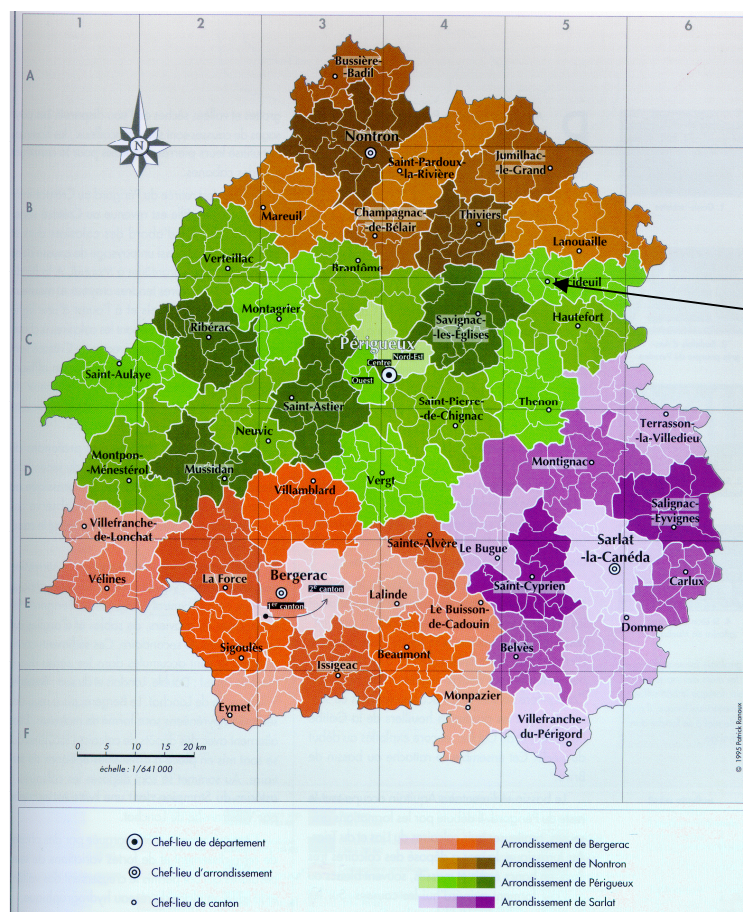 1 2 3 4 5 6
A
B
C
D
E
F
N
Bussière-
-Badil
Nontron
Saint-Pardoux-
-la-Rivière
Jumilhac-
-le-Grand
Mareuil
Champagnac-
-de-Bélair
Thiviers
Lanouaille
Verteillac
Brantôme
Montagrier
Ribérac
Savignac-
-les-Eglises
Hautefort
Périgueux
Centre
Nord-Est
Ouest
Saint-Aulaye
Saint-Astier
Saint-Pierre-
-de-Chignac
Thenon
Terrasson-
-la-Villedieu
Neuvic
Montpon-
-Ménestérol
Mussidan
Vergt
Montignac
Villamblard
Salignac-
-Eyvignes
Villefranche-
-de-Lonchat
Sainte-Alvère
Le Bugue
Sarlat
-la-Canéda
Vélines
La Force
Bergerac
2e canton
1er canton
Lalinde
Saint-Cyprien
Carlux
Le Buisson-
-de-Cadouin
Domme
Sigoulès
Issigeac
Beaumont
Belvès
Eymet
Monpazier
Villefranche-
-du-Périgord
0 5 10 15 20 km
échelle : 1/641 000
© 1995 Patrick Ranoux
Chef-lieu de département
Chef-lieu d'arrondissement
Chef-lieu de canton
Arrondissement de Bergerac
Arrondissement de Nontron
Arrondissement de Périgueux
Arrondissement de Sarlat